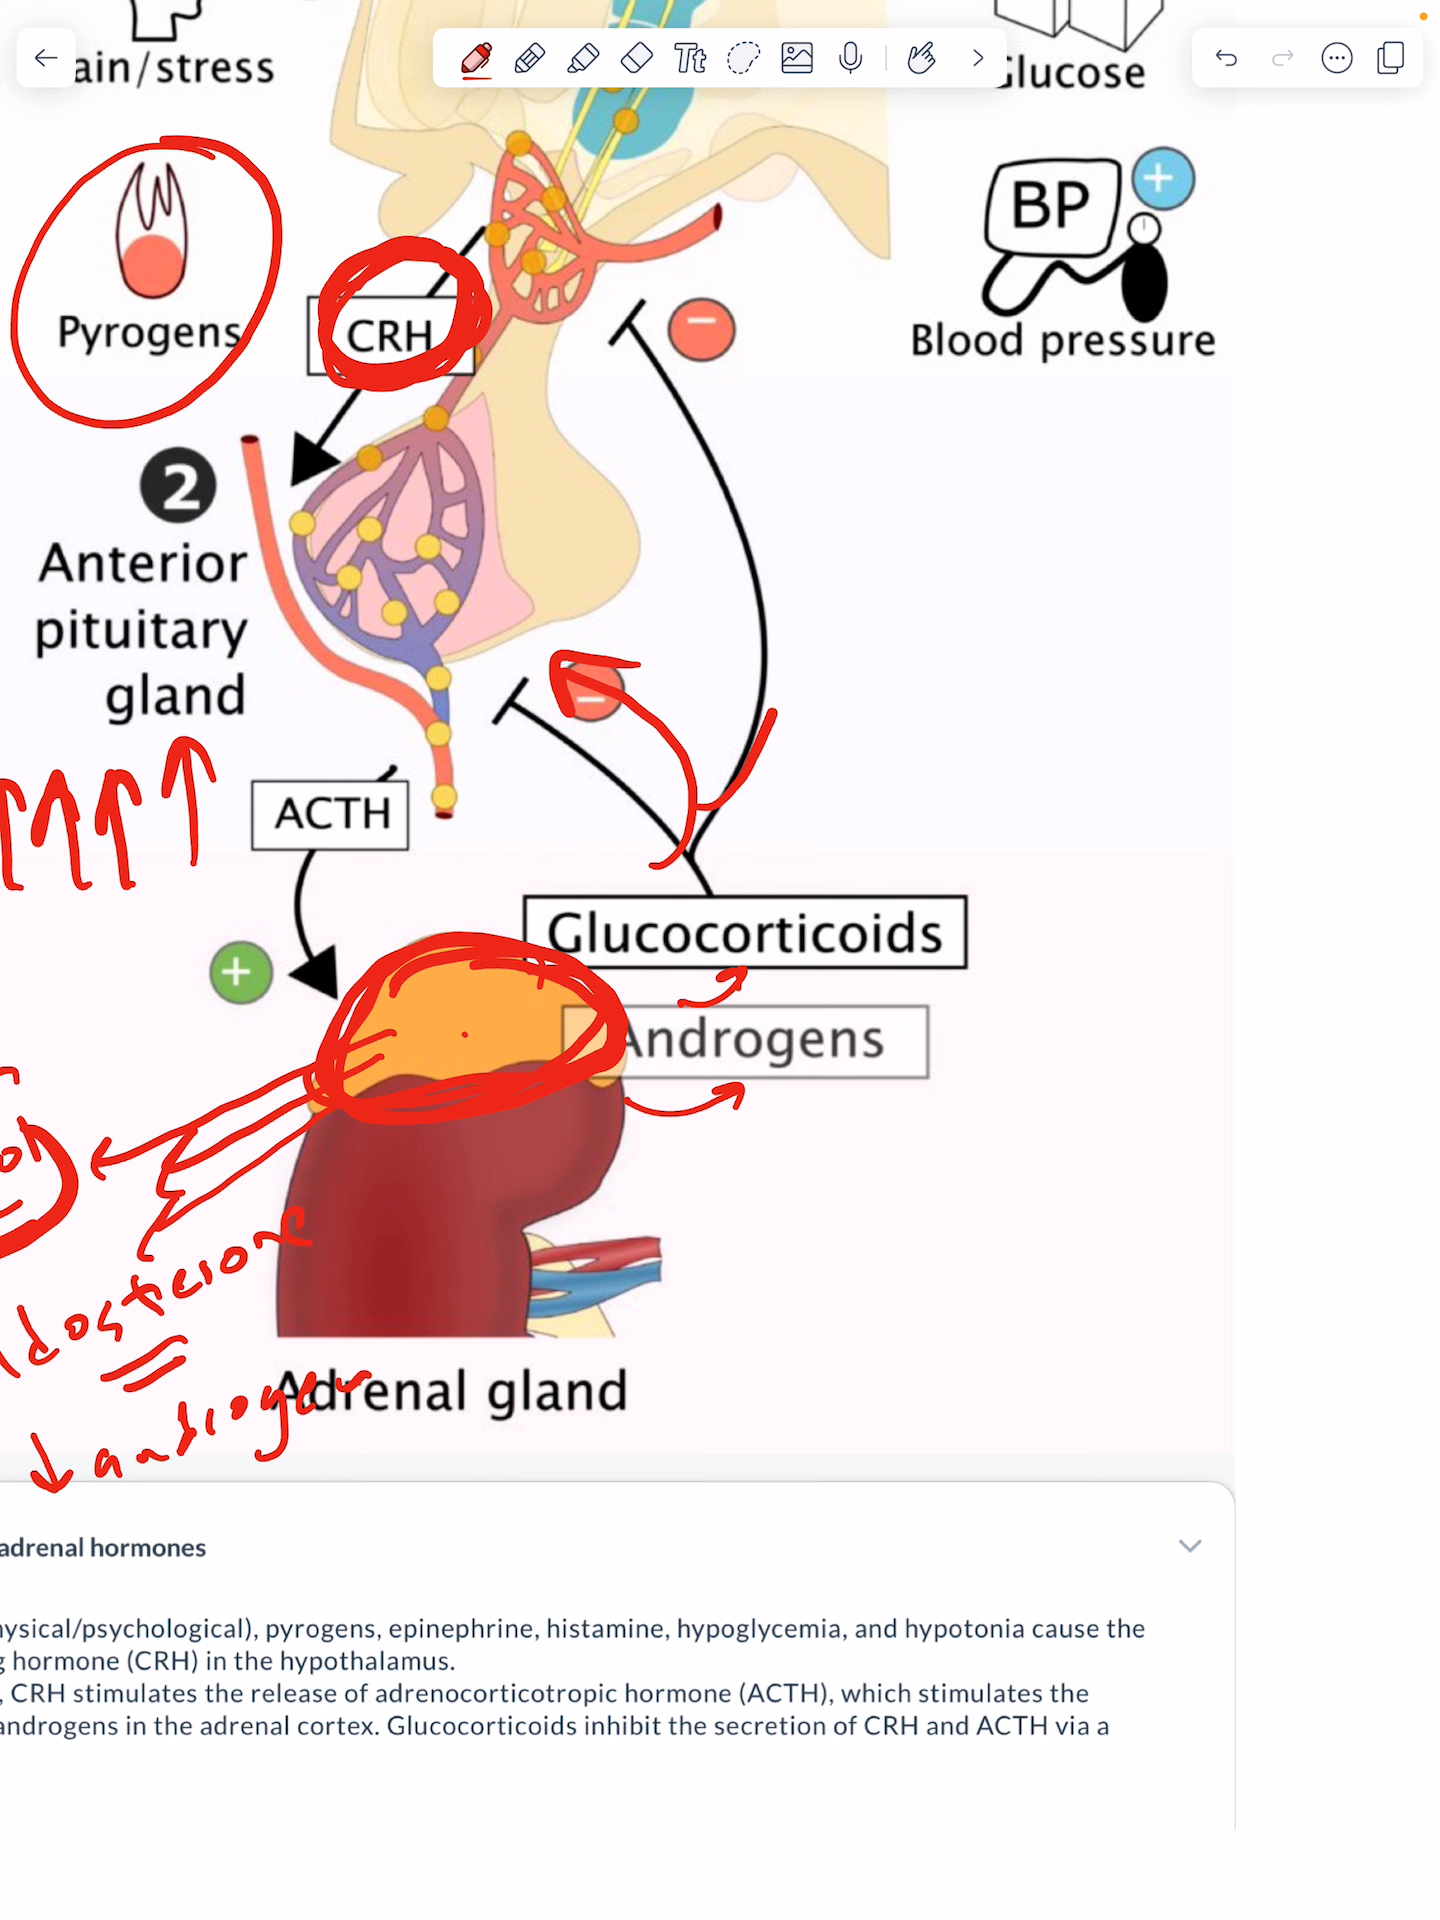 ain/stress
Tt
Glucose
Pyrogens
CRH
BP
Blood pressure
2
Anterior
pituitary
gland
ACTH
Glucocorticoids
Androgens
ldosterone
androgen
Adrenal gland
adrenal hormones
hysical/psychological), pyrogens, epinephrine, histamine, hypoglycemia, and hypotonia cause the
g hormone (CRH) in the hypothalamus.
, CRH stimulates the release of adrenocorticotropic hormone (ACTH), which stimulates the
androgens in the adrenal cortex. Glucocorticoids inhibit the secretion of CRH and ACTH via a